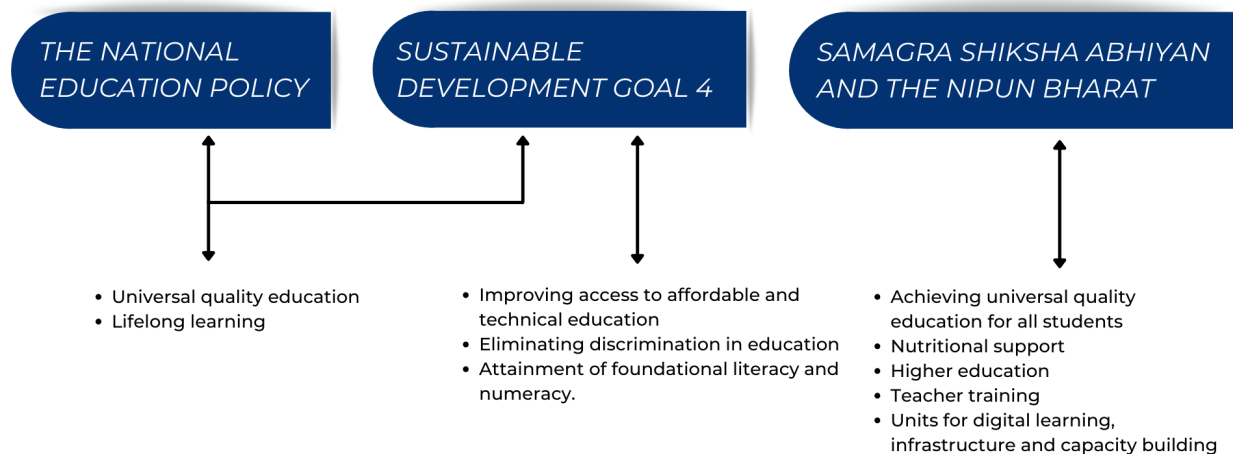 THE NATIONAL
EDUCATION POLICY
SUSTAINABLE
DEVELOPMENT GOAL 4
SAMAGRA SHIKSHA ABHIYAN
AND THE NIPUN BHARAT
• Universal quality education
• Lifelong learning
• Improving access to affordable and
technical education
• Eliminating discrimination in education
• Attainment of foundational literacy and
numeracy.
• Achieving universal quality
education for all students
• Nutritional support
• Higher education
• Teacher training
• Units for digital learning,
infrastructure and capacity building